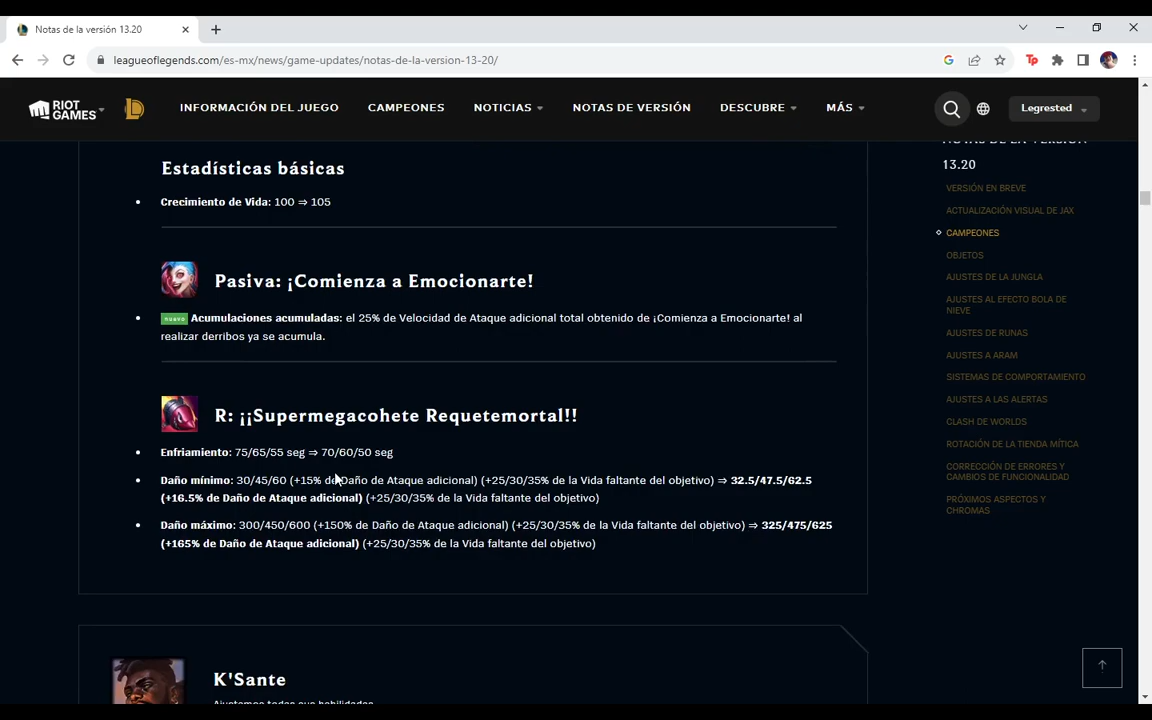 Notas de la versión 13.20
leagueoflegends.com/es-mx/news/game-updates/notas-de-la-version-13-20/
RIOT GAMES
INFORMACIÓN DEL JUEGO
CAMPEONES
NOTICIAS
NOTAS DE VERSIÓN
DESCUBRE
MÁS
Legrested
Estadísticas básicas
Crecimiento de Vida: 100 ⇒ 105
Pasiva: ¡Comienza a Emocionarte!
nuevo Acumulaciones acumuladas: el 25% de Velocidad de Ataque adicional total obtenido de ¡Comienza a Emocionarte! al
realizar derribos ya se acumula.
R: ¡¡Supermegacohete Requetemortal!!
Enfriamiento: 75/65/55 seg ⇒ 70/60/50 seg
Daño mínimo: 30/45/60 (+15% de Daño de Ataque adicional) (+25/30/35% de la Vida faltante del objetivo) ⇒ 32.5/47.5/62.5
(+16.5% de Daño de Ataque adicional) (+25/30/35% de la Vida faltante del objetivo)
Daño máximo: 300/450/600 (+150% de Daño de Ataque adicional) (+25/30/35% de la Vida faltante del objetivo) ⇒ 325/475/625
(+165% de Daño de Ataque adicional) (+25/30/35% de la Vida faltante del objetivo)
K'Sante
Ajustamos todas sus habilidades.
NOTAS DE LA VERSIÓN
13.20
VERSIÓN EN BREVE
ACTUALIZACIÓN VISUAL DE JAX
CAMPEONES
OBJETOS
AJUSTES DE LA JUNGLA
AJUSTES AL EFECTO BOLA DE
NIEVE
AJUSTES DE RUNAS
AJUSTES A ARAM
SISTEMAS DE COMPORTAMIENTO
AJUSTES A LAS ALERTAS
CLASH DE WORLDS
ROTACIÓN DE LA TIENDA MÍTICA
CORRECCIÓN DE ERRORES Y
CAMBIOS DE FUNCIONALIDAD
PRÓXIMOS ASPECTOS Y
CHROMAS